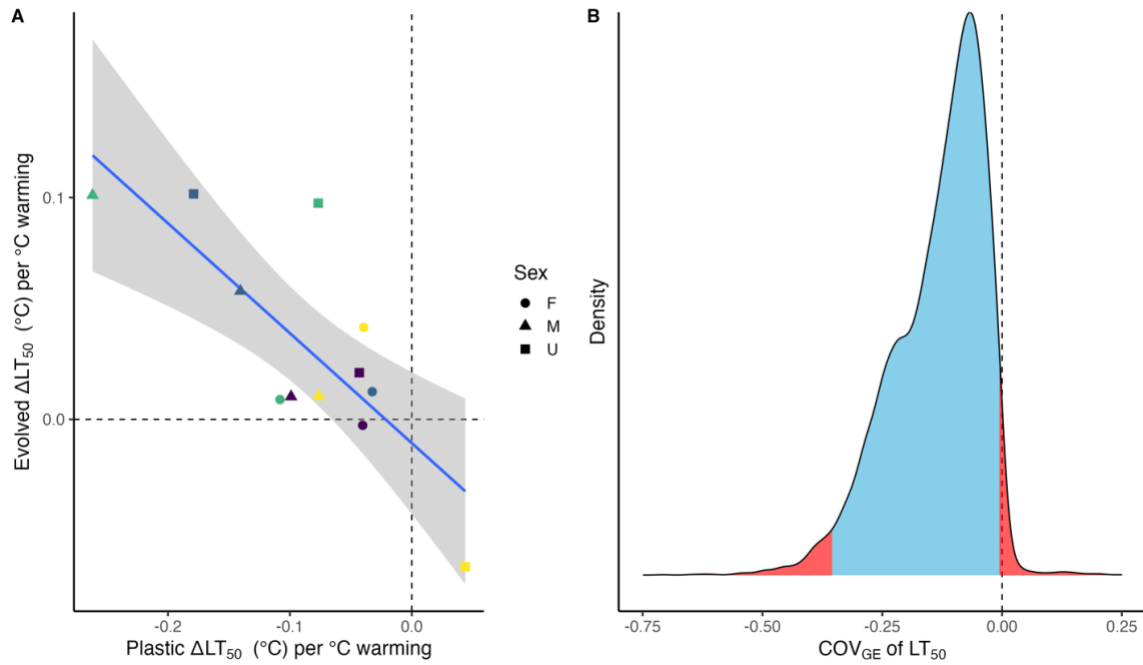 A
Evolved ΔLT50 (°C) per °C warming
0.1
0.0
-0.2
-0.1
0.0
Plastic ΔLT50 (°C) per °C warming
Sex
F
M
U
B
Density
-0.75
-0.50
-0.25
0.00
0.25
COVGE of LT50